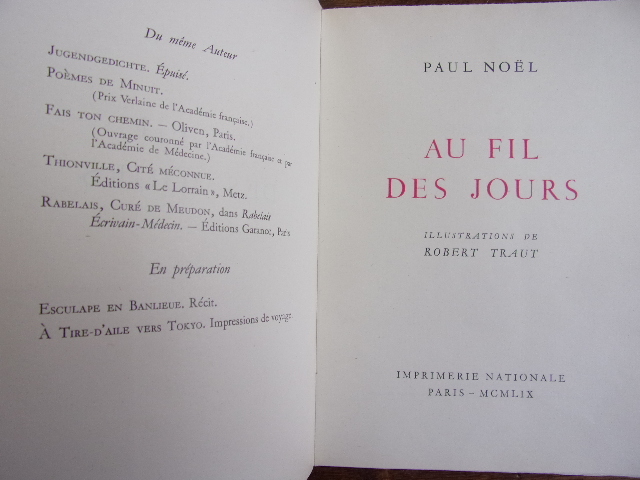 Du même Auteur
Jugendgedichte. Épuisé.
Poèmes de Minuit.
(Prix Verlaine de l'Académie française.)
Fais ton chemin. — Oliven, Paris.
(Ouvrage couronné par l'Académie française et par
l'Académie de Médecine.)
Thionville, Cité méconnue.
Éditions « Le Lorrain », Metz.
Rabelais, Curé de Meudon, dans Rabelais
Écrivain-Médecin. — Éditions Garance, Paris
En préparation
Esculape en Banlieue. Récit.
À Tire-d'aile vers Tokyo. Impressions de voyage.
PAUL NOËL
AU FIL
DES JOURS
ILLUSTRATIONS DE
ROBERT TRAUT
IMPRIMERIE NATIONALE
PARIS – MCMLIX